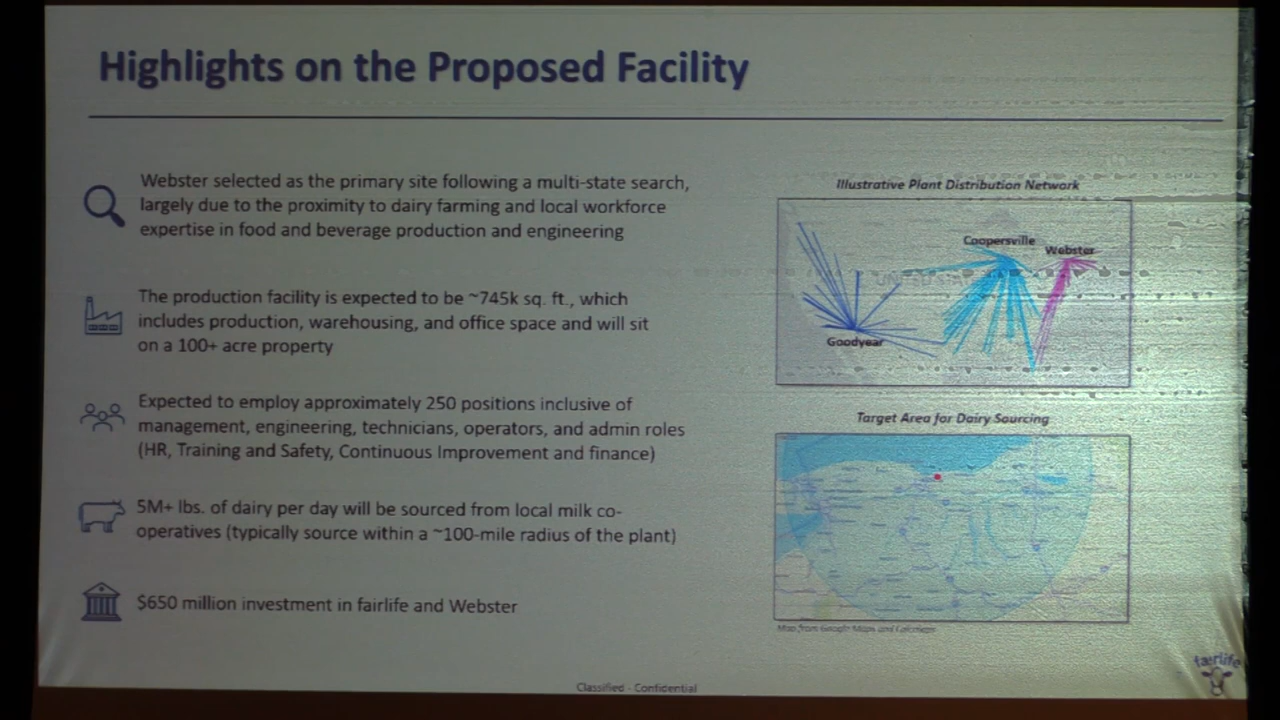 Highlights on the Proposed Facility
Webster selected as the primary site following a multi-state search,
largely due to the proximity to dairy farming and local workforce
expertise in food and beverage production and engineering
The production facility is expected to be ~745k sq. ft., which
includes production, warehousing, and office space and will sit
on a 100+ acre property
Expected to employ approximately 250 positions inclusive of
management, engineering, technicians, operators, and admin roles
(HR, Training and Safety, Continuous Improvement and finance)
5M+ lbs. of dairy per day will be sourced from local milk co-
operatives (typically source within a ~100-mile radius of the plant)
$650 million investment in fairlife and Webster
Illustrative Plant Distribution Network
Coopersville
Webster
Goodyear
Target Area for Dairy Sourcing
Map from Google Maps and
Classified - Confidential
fairlife